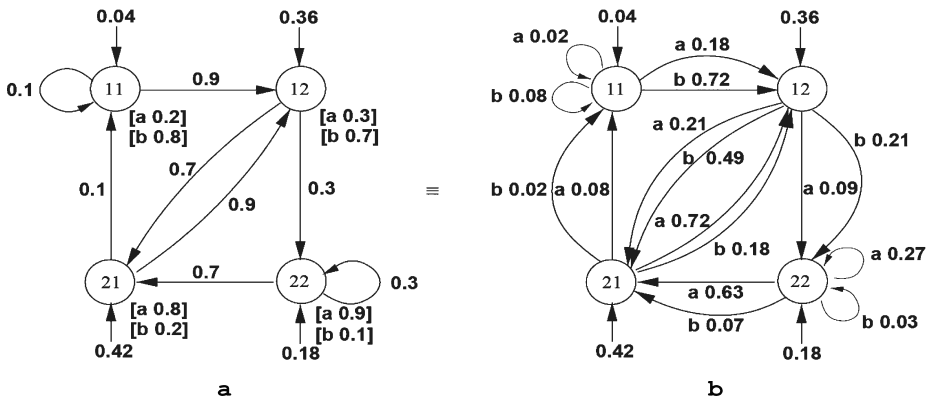 0.04
0.36
0.1
11
0.9
12
[a 0.2]
[b 0.8]
[a 0.3]
[b 0.7]
0.7
0.1
0.9
0.3
21
0.7
22
0.3
[a 0.8]
[b 0.2]
[a 0.9]
[b 0.1]
0.42
0.18
a
≡
0.04
0.36
a 0.02
a 0.18
b 0.08
11
b 0.72
12
a 0.21
b 0.21
b 0.49
b 0.02
a 0.08
a 0.09
a 0.72
b 0.18
a 0.27
21
a 0.63
22
b 0.07
b 0.03
0.42
0.18
b